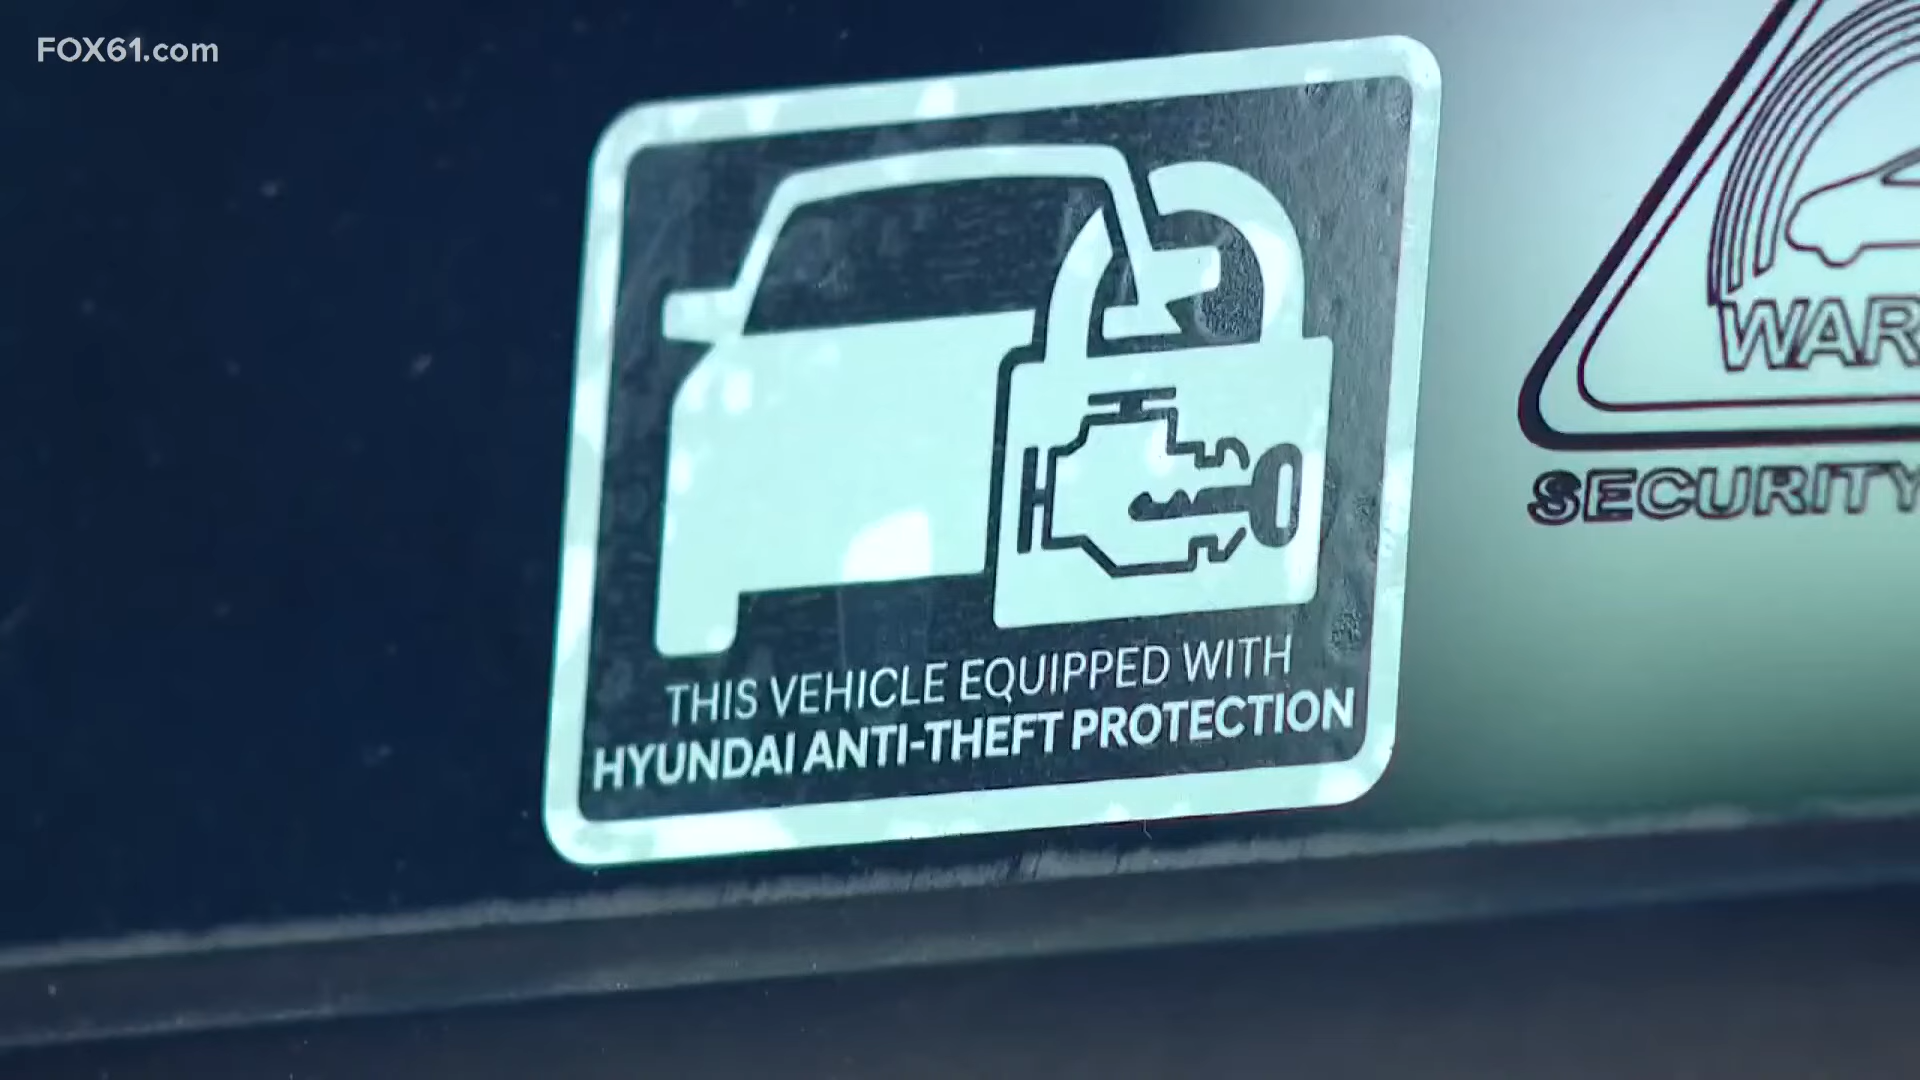 FOX61.com
THIS VEHICLE EQUIPPED WITH
HYUNDAI ANTI-THEFT PROTECTION
SECURITY